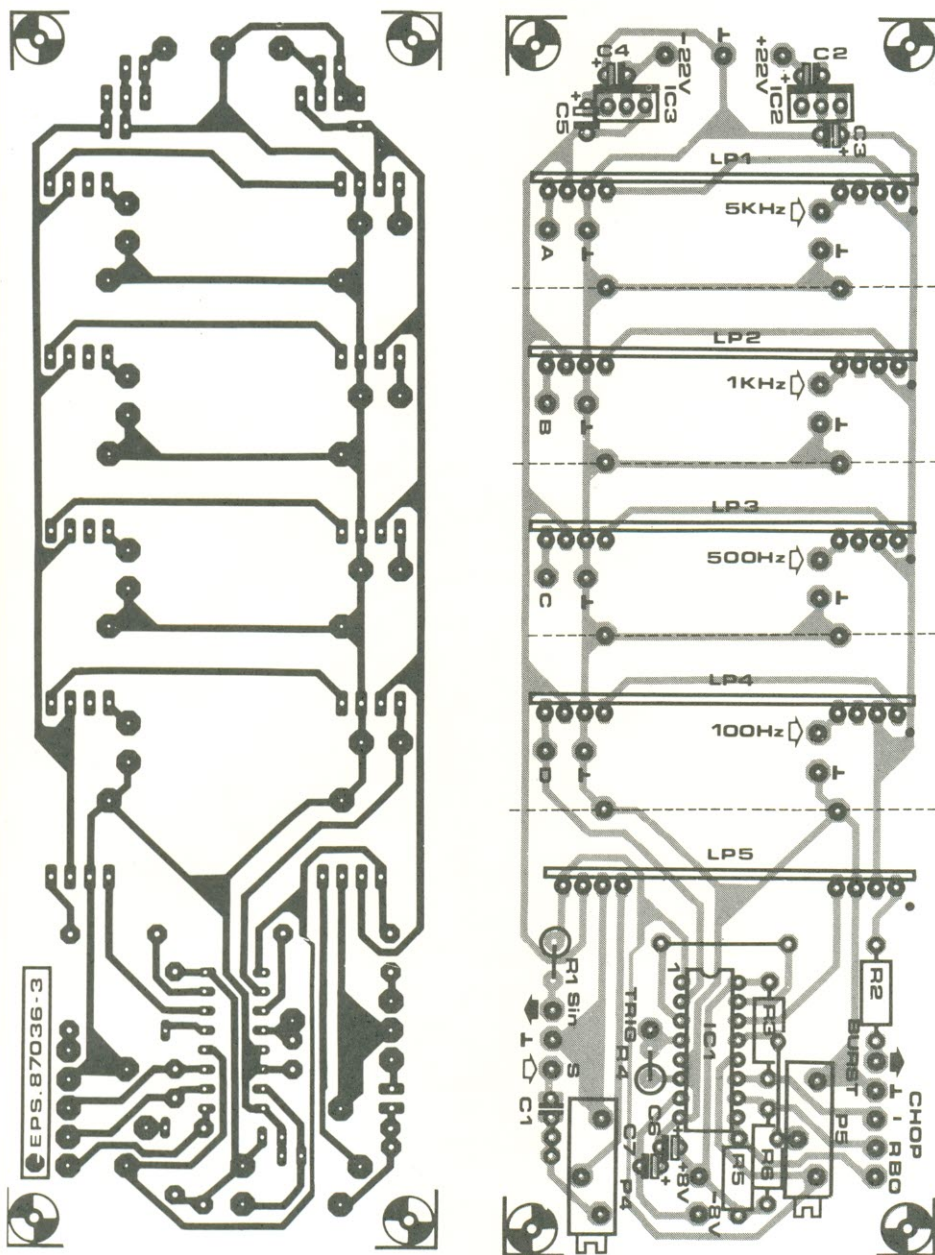 EPS.87036-3
C4
-22V
⊥
+22V
C2
+
+
IC3
IC2
+
C5
C3
+
LP1
5KHz
A
⊥
⊥
LP2
1KHz
B
⊥
⊥
LP3
500Hz
C
⊥
⊥
LP4
100Hz
D
⊥
⊥
LP5
R1
Sin
1
IC1
R3
R2
TRIG
R4
BURST
CHOP
⊥
S
⊥
I
R
BO
C1
C7
C6
+
+8V
-8V
P4
R5
R6
P5